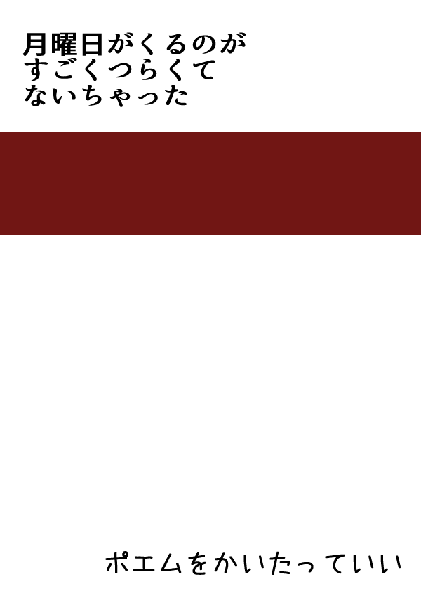 月曜日がくるのが
すごくつらくて
ないちゃった
ポエムをかいたっていい